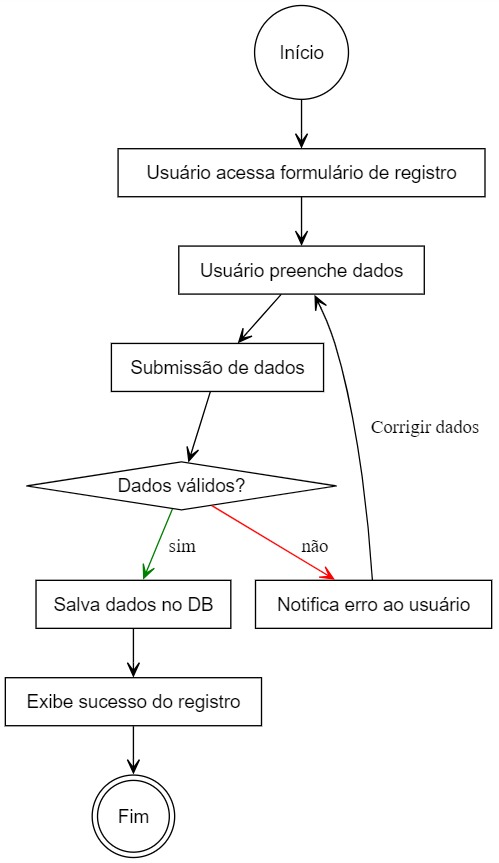 Início
Usuário acessa formulário de registro
Usuário preenche dados
Submissão de dados
Corrigir dados
Dados válidos?
sim
não
Salva dados no DB
Notifica erro ao usuário
Exibe sucesso do registro
Fim